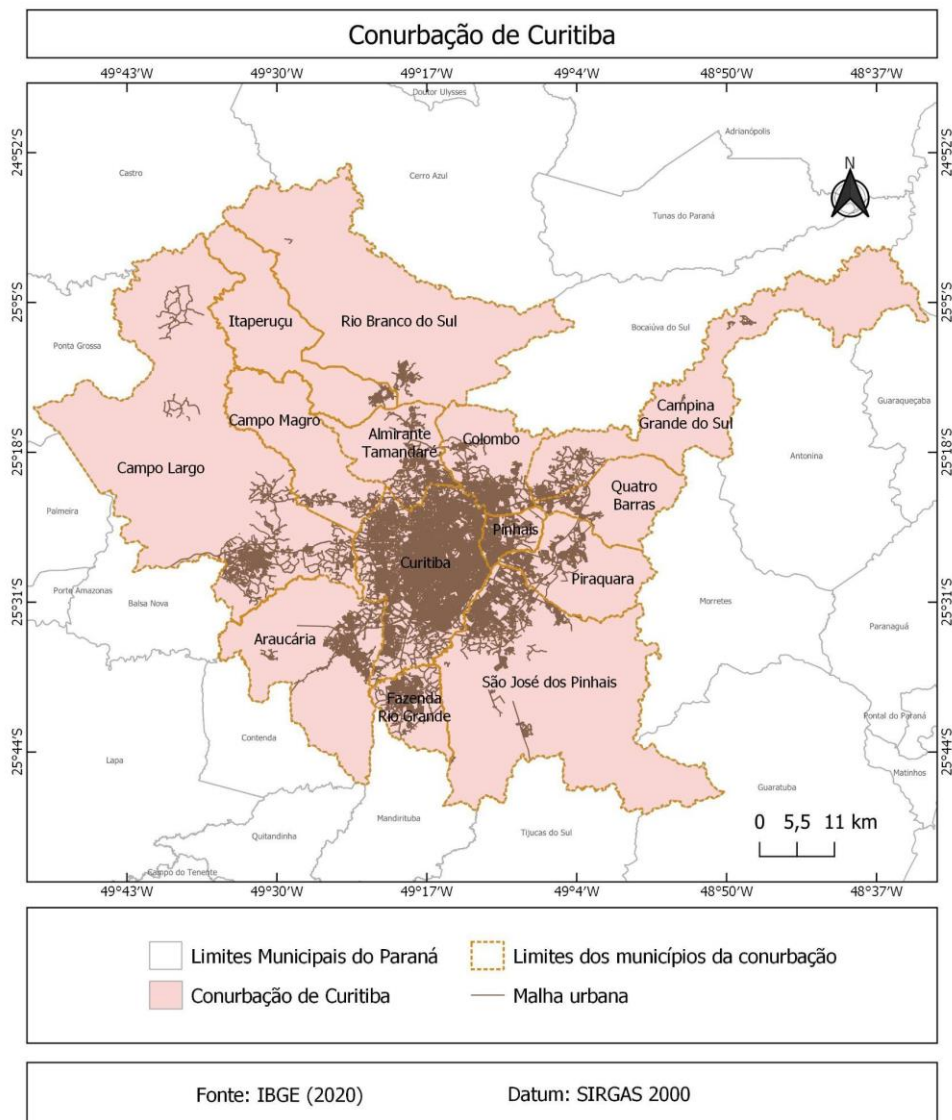 Conurbação de Curitiba
49°43'W 49°30'W 49°17'W 49°4'W 48°50'W 48°37'W
Doutor Ulysses
Adrianópolis
24°52'S 24°52'S
N
Castro
Cerro Azul
Tunas do Paraná
25°5'S 25°5'S
Itaperuçu
Rio Branco do Sul
Bocaiúva do Sul
Ponta Grossa
Campina
Grande do Sul
Guaraqueçaba
Campo Magro
Almirante
Tamandaré
Colombo
25°18'S 25°18'S
Campo Largo
Antonina
Quatro
Barras
Palmeira
Pinhais
Curitiba
Piraquara
Porto Amazonas
Balsa Nova
25°31'S 25°31'S
Morretes
Paranaguá
Araucária
São José dos Pinhais
Fazenda
Rio Grande
Pontal do Paraná
Contenda
25°44'S 25°44'S
Lapa
Matinhos
Guaratuba
Mandirituba
Quitandinha
Tijucas do Sul
0 5,5 11 km
Campo do Tenente
49°43'W 49°30'W 49°17'W 49°4'W 48°50'W 48°37'W
Limites Municipais do Paraná
Limites dos municípios da conurbação
Conurbação de Curitiba
Malha urbana
Fonte: IBGE (2020) Datum: SIRGAS 2000